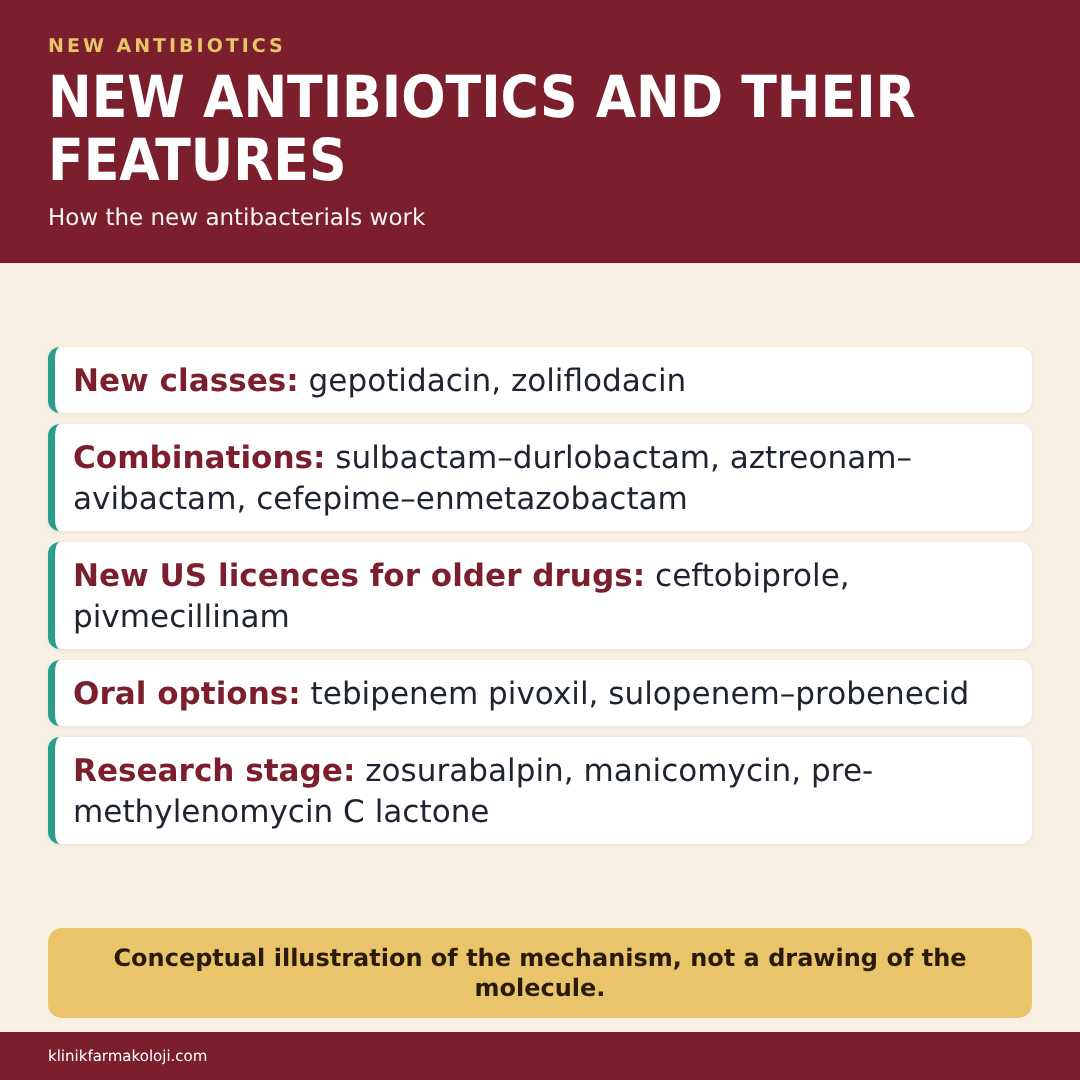 NEW ANTIBIOTICS
NEW ANTIBIOTICS AND THEIR
FEATURES
How the new antibacterials work
New classes: gepotidacin, zoliflodacin
Combinations: sulbactam–durlobactam, aztreonam–
avibactam, cefepime–enmetazobactam
New US licences for older drugs: ceftobiprole,
pivmecillinam
Oral options: tebipenem pivoxil, sulopenem–probenecid
Research stage: zosurabalpin, manicomycin, pre-
methylenomycin C lactone
Conceptual illustration of the mechanism, not a drawing of the
molecule.
klinikfarmakoloji.com